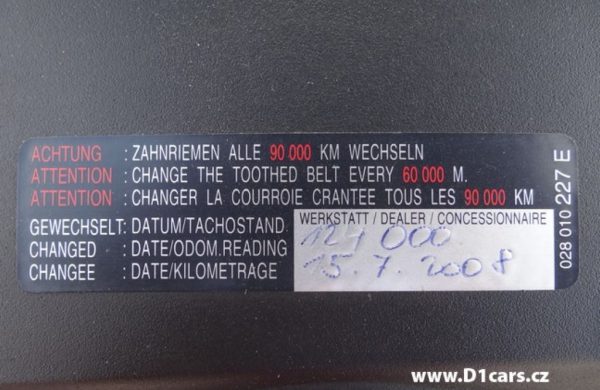 ACHTUNG : ZAHNRIEMEN ALLE 90 000 KM WECHSELN
ATTENTION : CHANGE THE TOOTHED BELT EVERY 60 000 M.
ATTENTION : CHANGER LA COURROIE CRANTEE TOUS LES 90 000 KM
GEWECHSELT: DATUM/TACHOSTAND
CHANGED : DATE/ODOM.READING
CHANGEE : DATE/KILOMETRAGE
WERKSTATT / DEALER / CONCESSIONNAIRE
124 000
15. 7. 2008
028 010 227 E
www.D1cars.cz